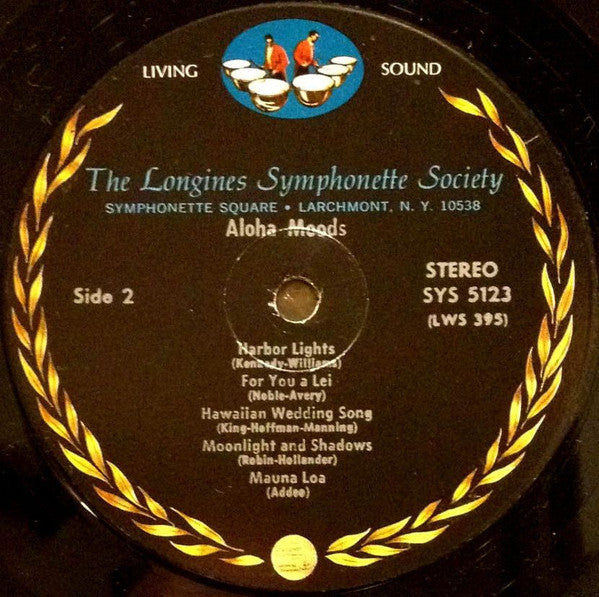 LIVING SOUND
The Longines Symphonette Society
SYMPHONETTE SQUARE • LARCHMONT, N. Y. 10538
Aloha Moods
Side 2
STEREO
SYS 5123
(LWS 395)
Harbor Lights
(Kennedy-Williams)
For You a Lei
(Noble-Avery)
Hawaiian Wedding Song
(King-Hoffman-Manning)
Moonlight and Shadows
(Robin-Hollander)
Mauna Loa
(Addeo)